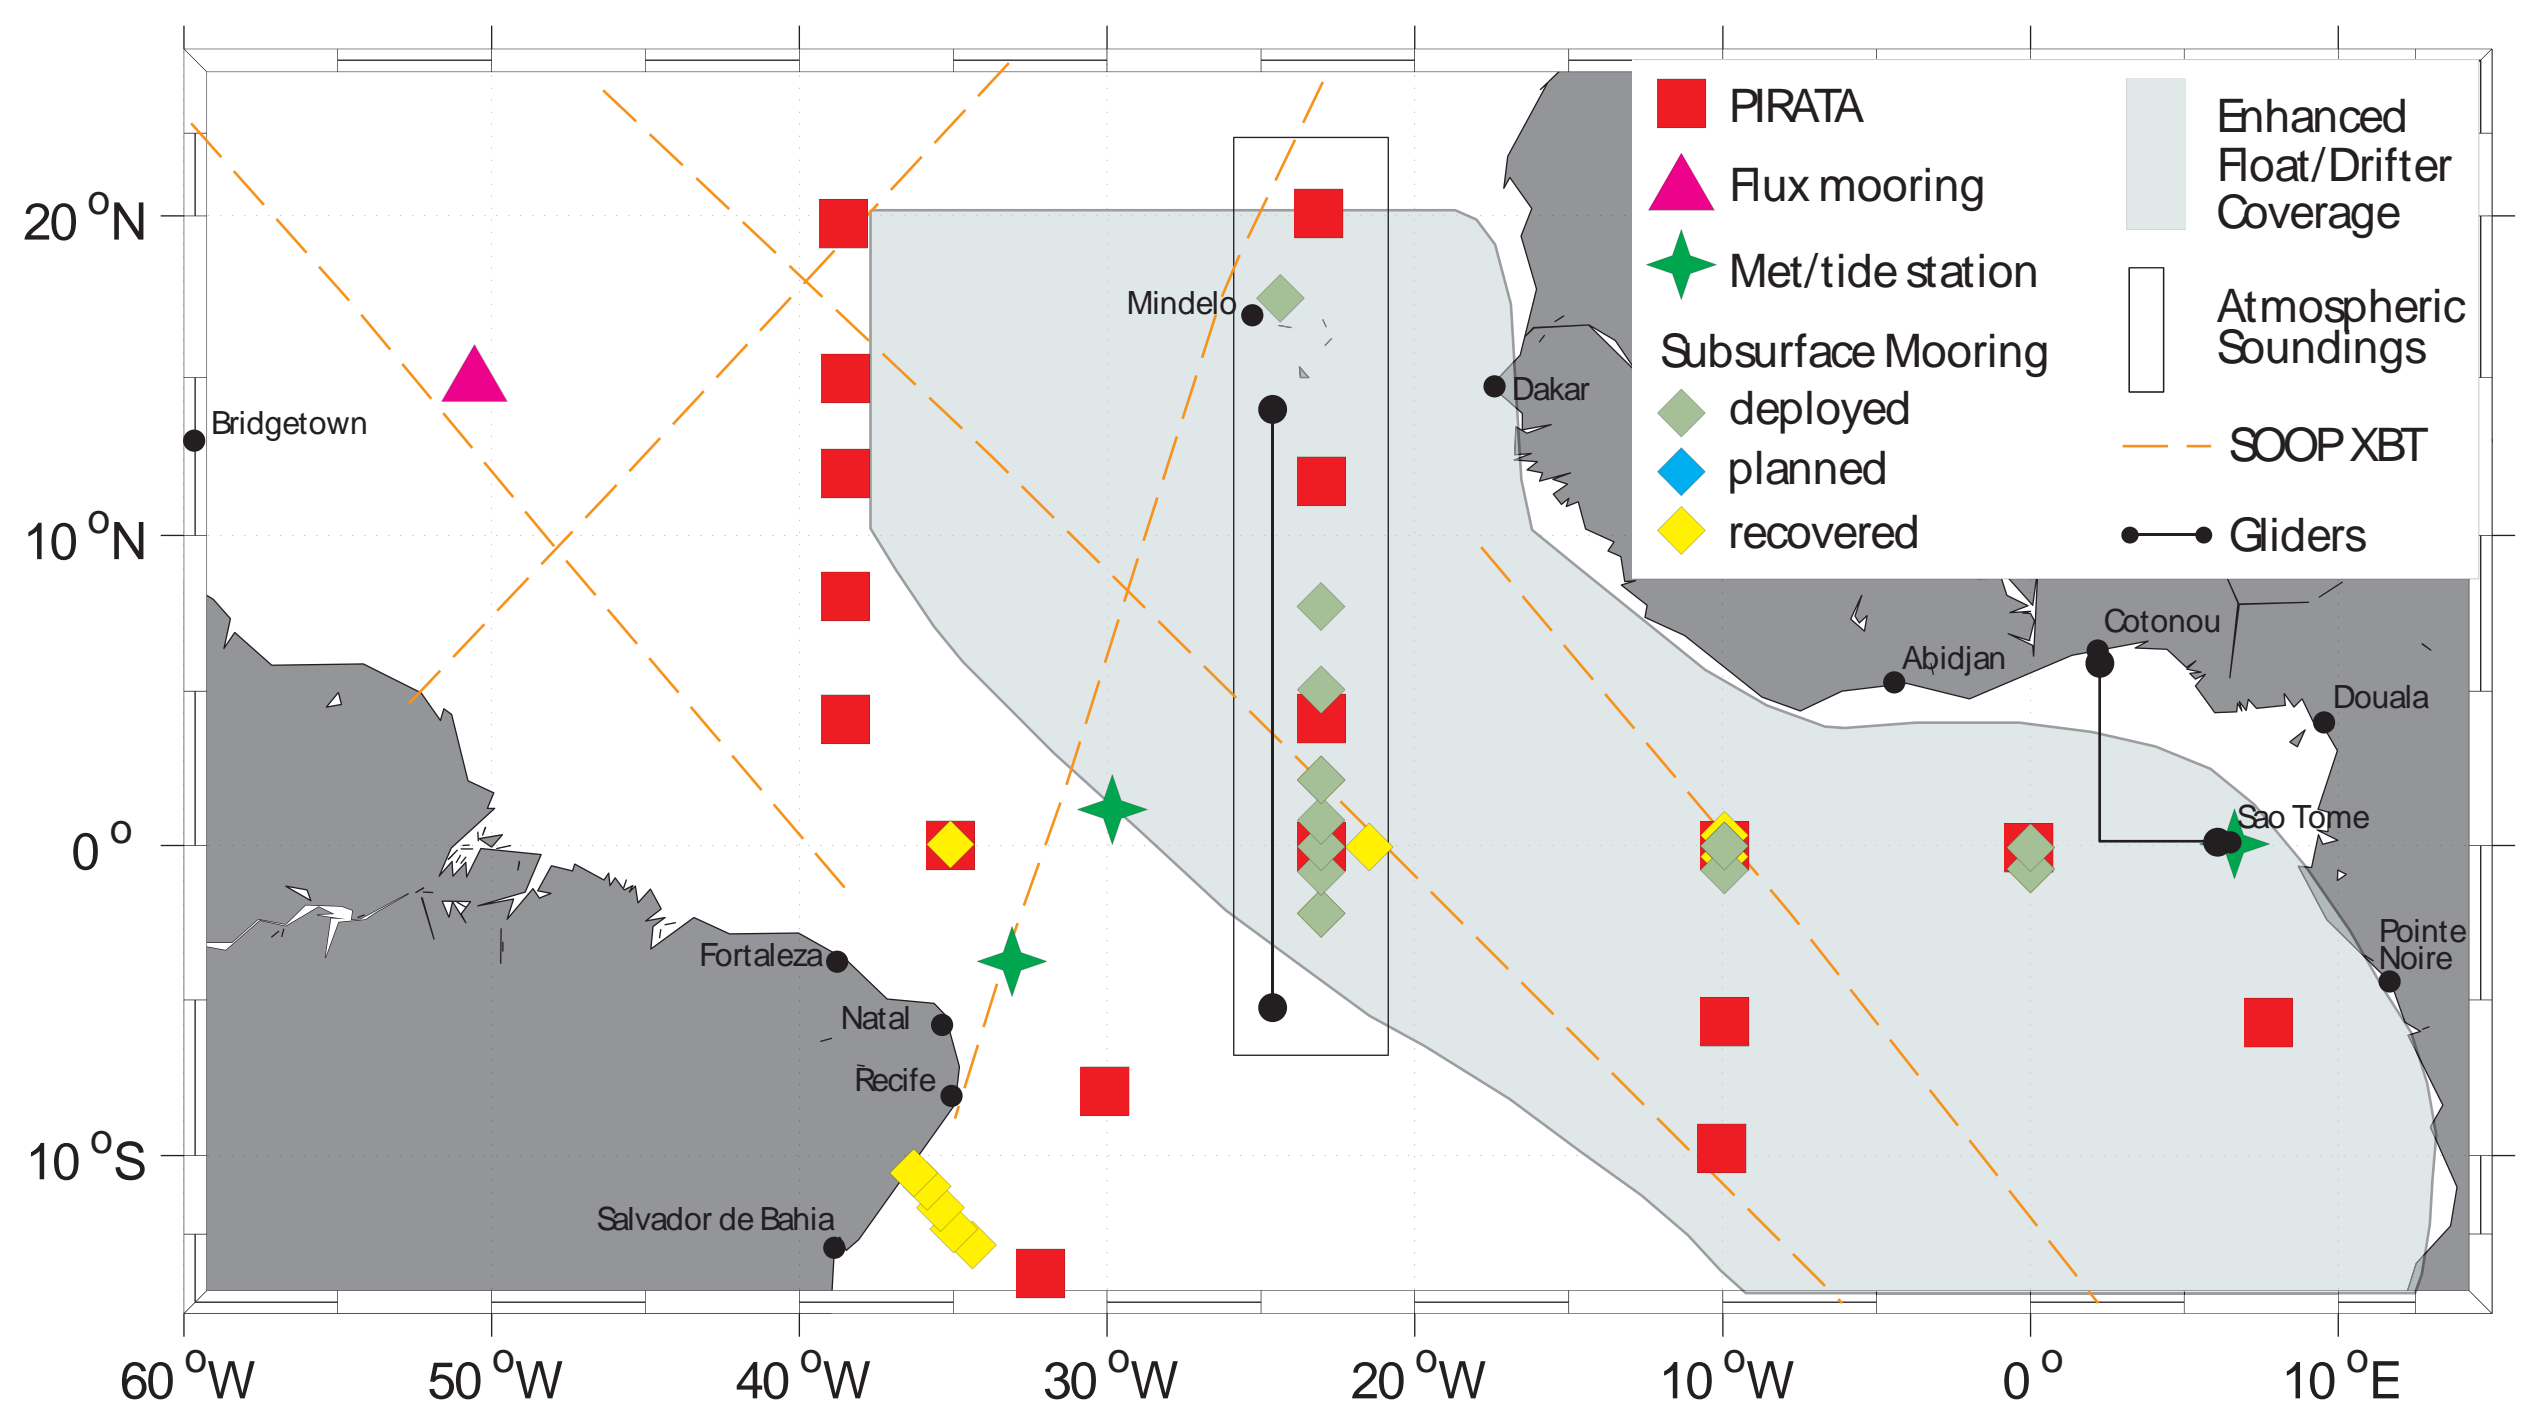 PIRATA
Flux mooring
Met/tide station
Subsurface Mooring
deployed
planned
recovered
Enhanced
Float/Drifter
Coverage
Atmospheric
Soundings
SOOP XBT
Gliders
20 °N
10 °N
0 °
10 °S
Mindelo
Dakar
Bridgetown
Cotonou
Abidjan
Douala
Sao Tome
Pointe
Noire
Fortaleza
Natal
Recife
Salvador de Bahia
60 °W
50 °W
40 °W
30 °W
20 °W
10 °W
0 °
10 °E